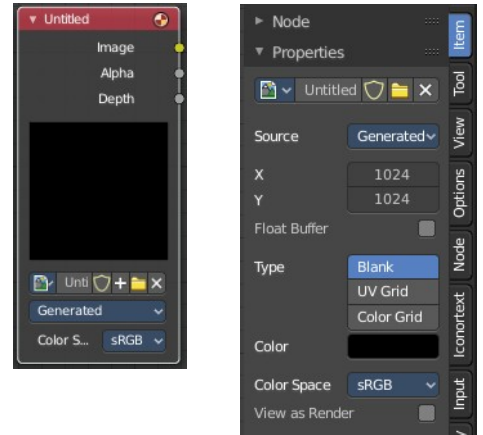 Untitled
Image
Alpha
Depth
Unti
Generated
Color S... sRGB
Node
Properties
Untitled
Source Generated
X 1024
Y 1024
Float Buffer
Type Blank
UV Grid
Color Grid
Color
Color Space sRGB
View as Render
Item
Tool
View
Options
Node
Iconortext
Input